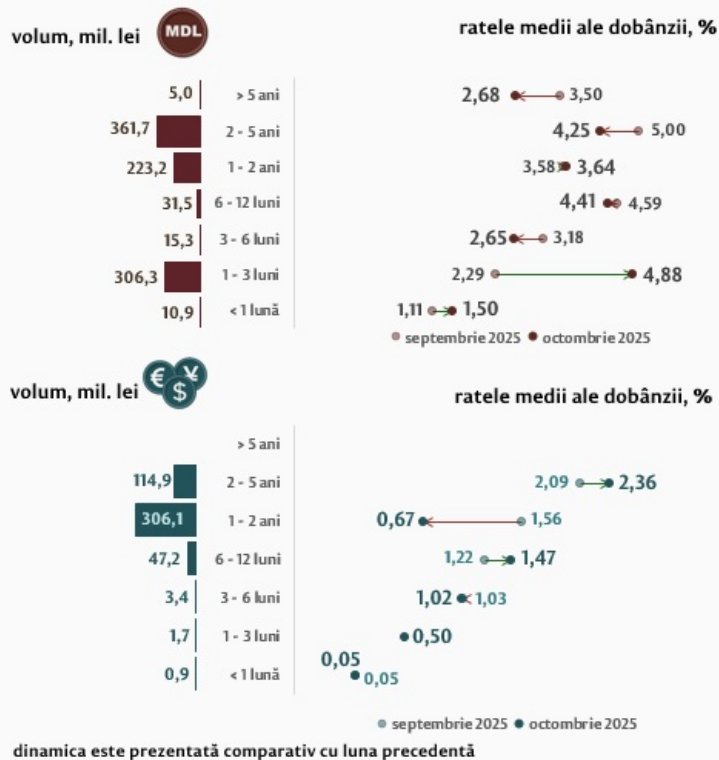 volum, mil. lei MDL ratele medii ale dobânzii, %
5,0 > 5 ani 2,68 3,50
361,7 2 - 5 ani 4,25 5,00
223,2 1 - 2 ani 3,58 3,64
31,5 6 - 12 luni 4,41 4,59
15,3 3 - 6 luni 2,65 3,18
306,3 1 - 3 luni 2,29 4,88
10,9 < 1 lună 1,11 1,50
septembrie 2025 octombrie 2025
volum, mil. lei € ¥ $ ratele medii ale dobânzii, %
> 5 ani
114,9 2 - 5 ani 2,09 2,36
306,1 1 - 2 ani 0,67 1,56
47,2 6 - 12 luni 1,22 1,47
3,4 3 - 6 luni 1,02 1,03
1,7 1 - 3 luni 0,50
0,05
0,9 < 1 lună 0,05
septembrie 2025 octombrie 2025
dinamica este prezentată comparativ cu luna precedentă